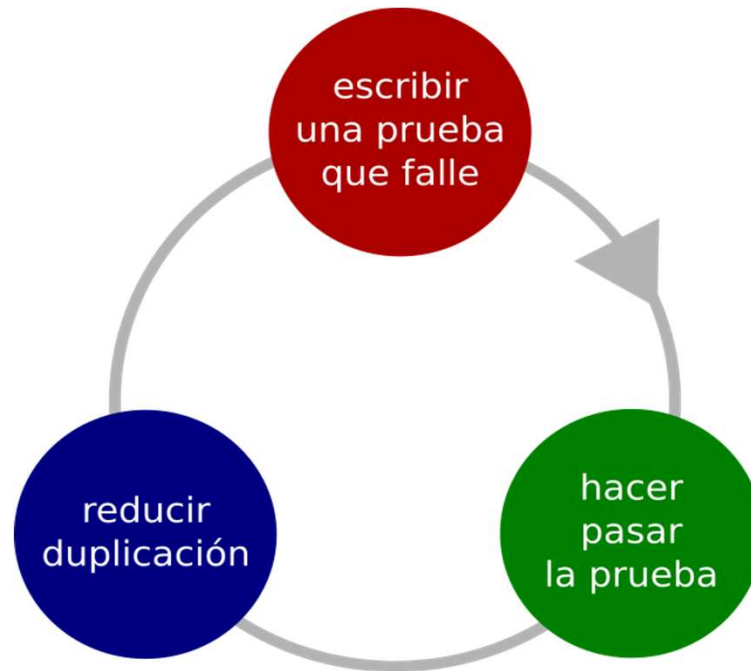 escribir
una prueba
que falle
hacer
pasar
la prueba
reducir
duplicación